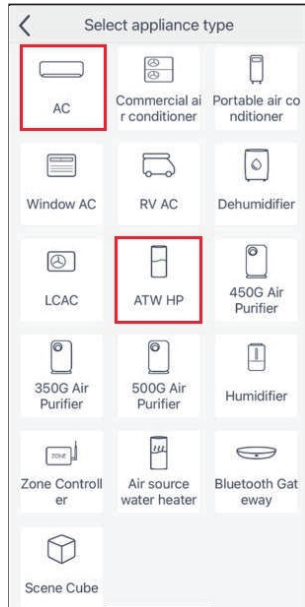 Select appliance type
AC
Commercial ai
r conditioner
Portable air co
nditioner
Window AC
RV AC
Dehumidifier
LCAC
ATW HP
450G Air
Purifier
350G Air
Purifier
500G Air
Purifier
Humidifier
ZONE
Zone Controll
er
Air source
water heater
Bluetooth Gat
eway
Scene Cube